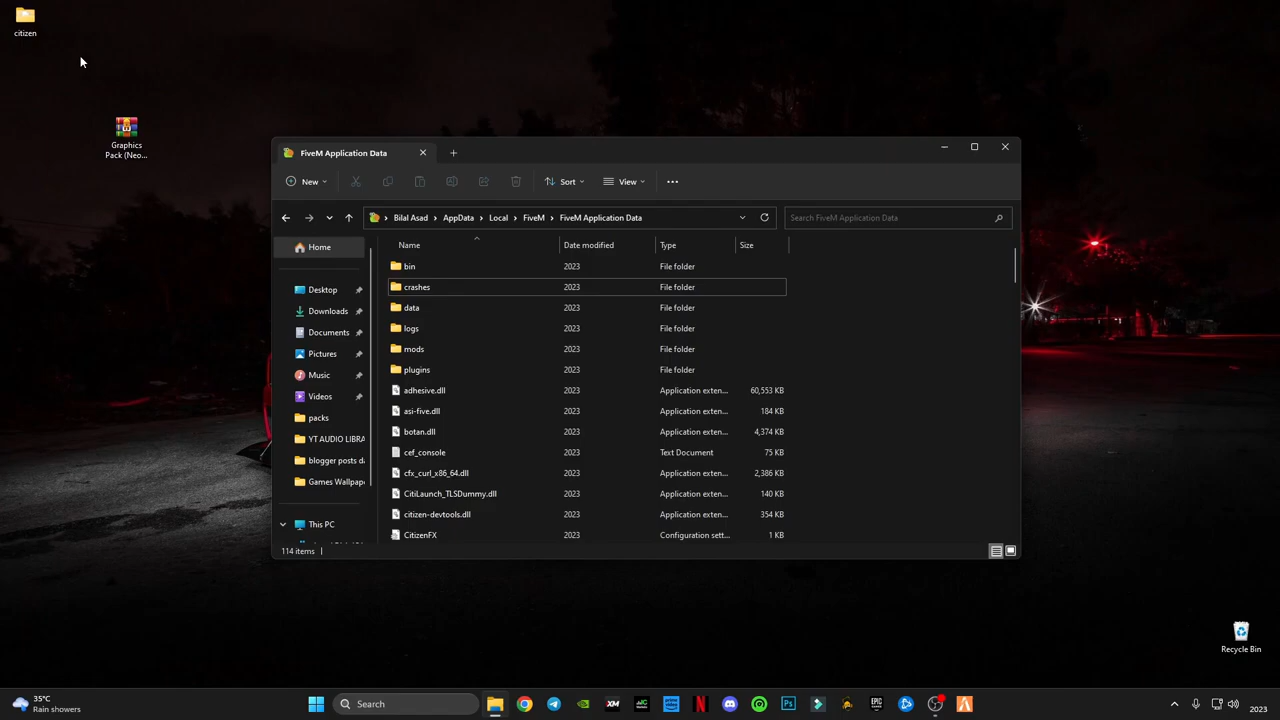 citizen
Graphics
Pack (Neo...
FiveM Application Data
New
Sort
View
Bilal Asad
AppData
Local
FiveM
FiveM Application Data
Search FiveM Application Data
Name
Date modified
Type
Size
Home
Desktop
Downloads
Documents
Pictures
Music
Videos
packs
YT AUDIO LIBRA
blogger posts da
Games Wallpape
This PC
bin 2023 File folder
crashes 2023 File folder
data 2023 File folder
logs 2023 File folder
mods 2023 File folder
plugins 2023 File folder
adhesive.dll 2023 Application exten... 60,553 KB
asi-five.dll 2023 Application exten... 184 KB
botan.dll 2023 Application exten... 4,374 KB
cef_console 2023 Text Document 75 KB
cfx_curl_x86_64.dll 2023 Application exten... 2,386 KB
CitiLaunch_TLSDummy.dll 2023 Application exten... 140 KB
citizen-devtools.dll 2023 Application exten... 354 KB
CitizenFX 2023 Configuration sett... 1 KB
114 items
Recycle Bin
35°C
Rain showers
Search
XM
EPIC
GAMES
Ps
2023